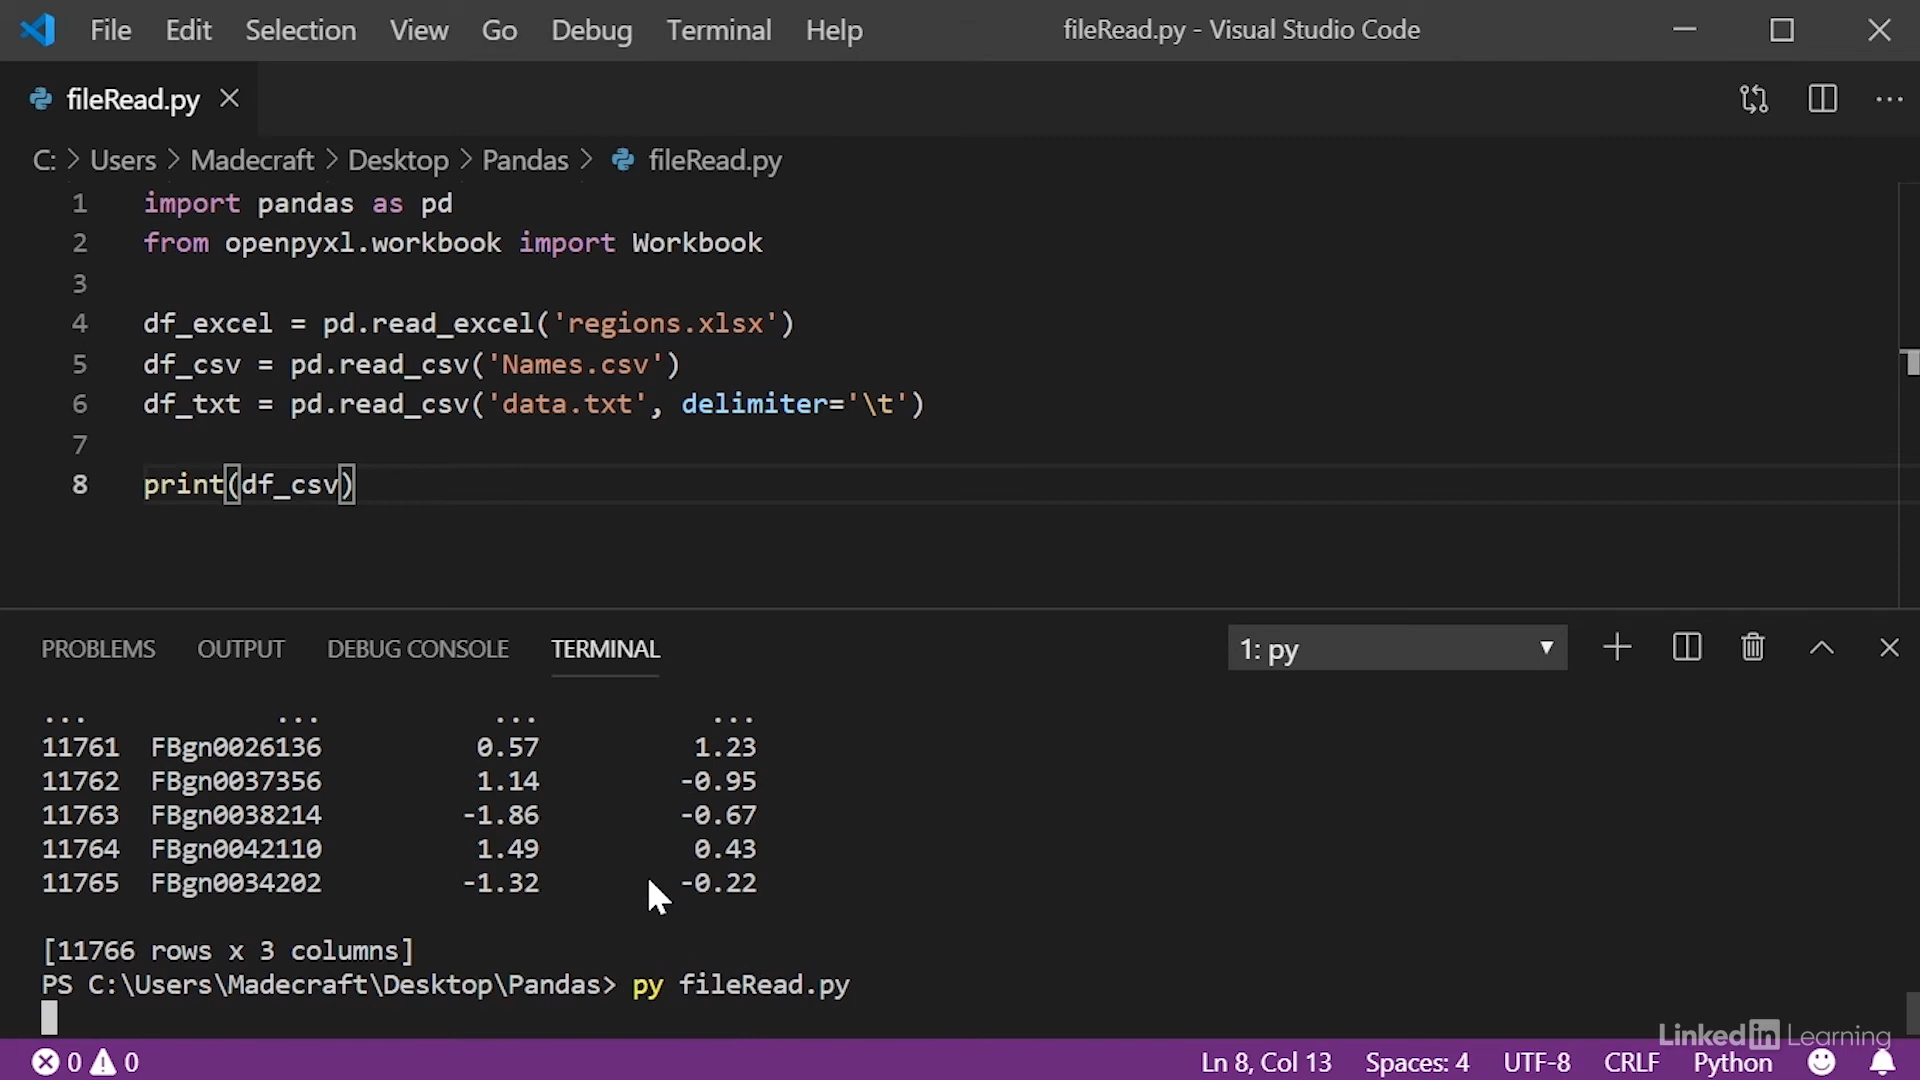 File Edit Selection View Go Debug Terminal Help fileRead.py - Visual Studio Code
fileRead.py
C: > Users > Madecraft > Desktop > Pandas > fileRead.py
1 import pandas as pd
2 from openpyxl.workbook import Workbook
3
4 df_excel = pd.read_excel('regions.xlsx')
5 df_csv = pd.read_csv('Names.csv')
6 df_txt = pd.read_csv('data.txt', delimiter='\t')
7
8 print(df_csv)
PROBLEMS OUTPUT DEBUG CONSOLE TERMINAL 1: py
... ... ... ...
11761 FBgn0026136 0.57 1.23
11762 FBgn0037356 1.14 -0.95
11763 FBgn0038214 -1.86 -0.67
11764 FBgn0042110 1.49 0.43
11765 FBgn0034202 -1.32 -0.22
[11766 rows x 3 columns]
PS C:\Users\Madecraft\Desktop\Pandas> py fileRead.py
LinkedIn Learning
0 0 Ln 8, Col 13 Spaces: 4 UTF-8 CRLF Python